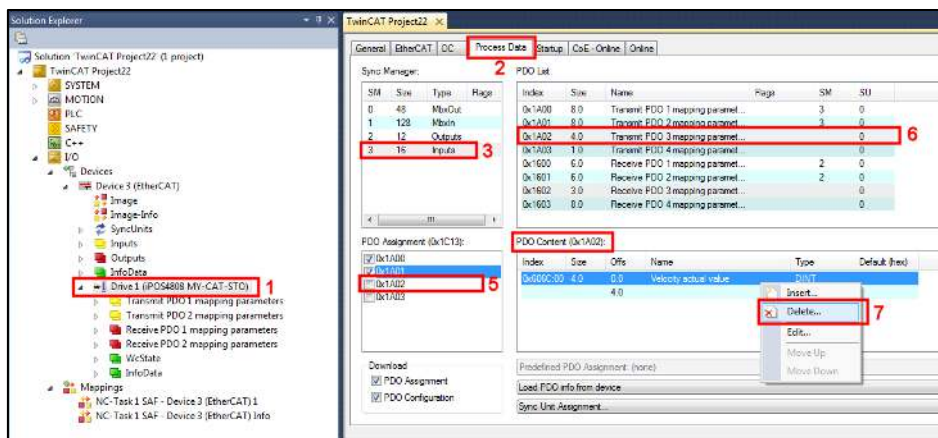 Solution Explorer
Solution 'TwinCAT Project22' (1 project)
TwinCAT Project22
SYSTEM
MOTION
PLC
SAFETY
C++
I/O
Devices
Device 3 (EtherCAT)
Image
Image-Info
SyncUnits
Inputs
Outputs
InfoData
Drive 1 (iPOS4808 MY-CAT-STO) 1
Transmit PDO 1 mapping parameters
Transmit PDO 2 mapping parameters
Receive PDO 1 mapping parameters
Receive PDO 2 mapping parameters
WcState
InfoData
Mappings
NC-Task 1 SAF - Device 3 (EtherCAT) 1
NC-Task 1 SAF - Device 3 (EtherCAT) Info
TwinCAT Project22
General EtherCAT DC Process Data Startup CoE - Online Online
2
Sync Manager:
SM Size Type Flags
0 48 MbxOut
1 128 MbxIn
2 12 Outputs
3 16 Inputs
3
PDO List
Index Size Name Flags SM SU
0x1A00 8.0 Transmit PDO 1 mapping paramet... 3 0
0x1A01 8.0 Transmit PDO 2 mapping paramet... 3 0
0x1A02 4.0 Transmit PDO 3 mapping paramet... 0
6
0x1A03 1.0 Transmit PDO 4 mapping paramet... 0
0x1600 6.0 Receive PDO 1 mapping paramet... 2 0
0x1601 6.0 Receive PDO 2 mapping paramet... 2 0
0x1602 3.0 Receive PDO 3 mapping paramet... 0
0x1603 8.0 Receive PDO 4 mapping paramet... 0
PDO Assignment (0x1C13):
0x1A00
0x1A01
0x1A02
5
0x1A03
PDO Content (0x1A02):
Index Size Offs Name Type Default (hex)
0x606C:00 4.0 0.0 Velocity actual value DINT
4.0
Insert...
Delete...
7
Edit...
Move Up
Move Down
Download
PDO Assignment
PDO Configuration
Predefined PDO Assignment: (none)
Load PDO info from device
Sync Unit Assignment...